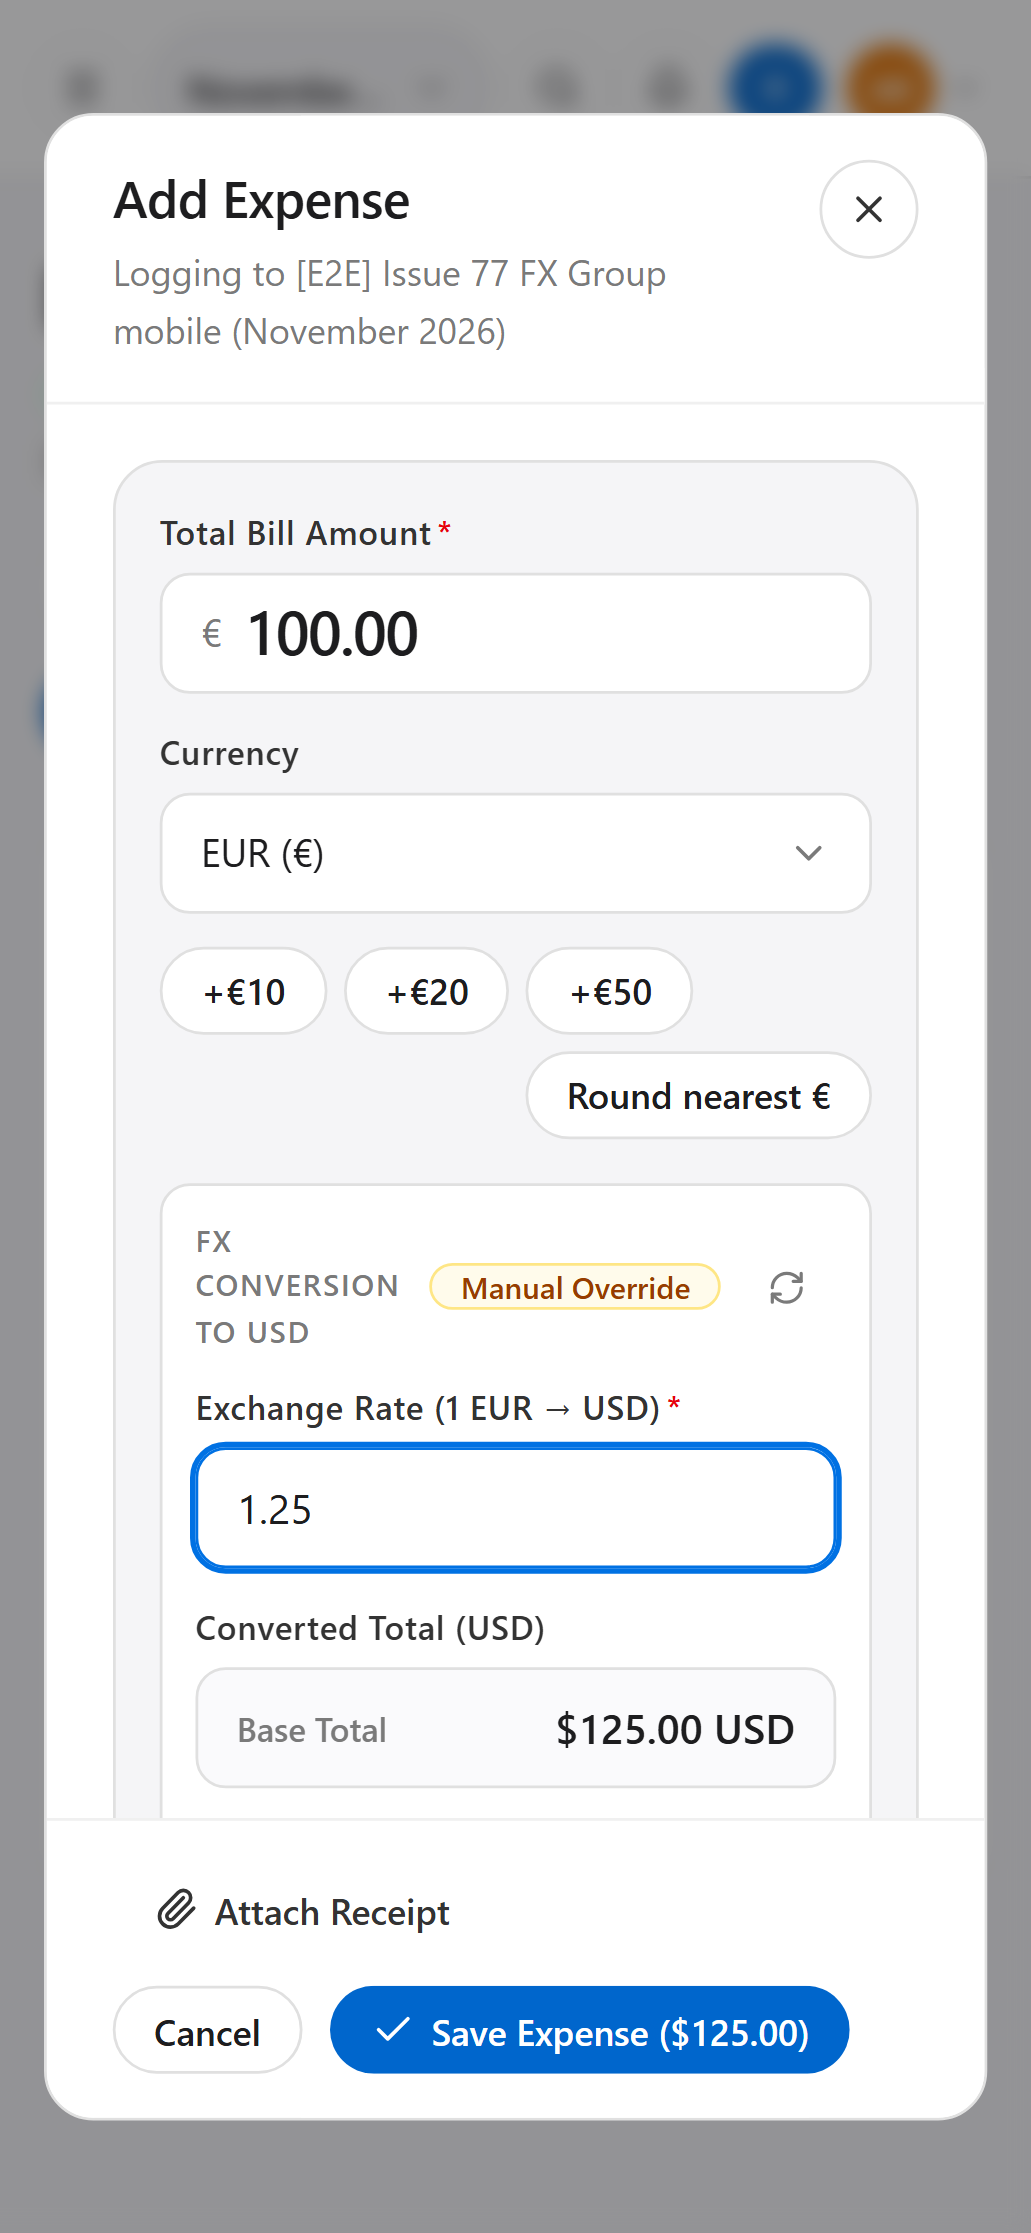 Add Expense
Logging to [E2E] Issue 77 FX Group
mobile (November 2026)
Total Bill Amount *
€ 100.00
Currency
EUR (€)
+€10 +€20 +€50
Round nearest €
FX
CONVERSION
TO USD
Manual Override
Exchange Rate (1 EUR → USD) *
1.25
Converted Total (USD)
Base Total $125.00 USD
Attach Receipt
Cancel
Save Expense ($125.00)